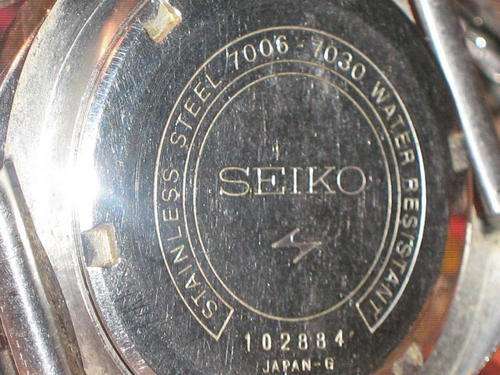 STAINLESS STEEL 7006-7030 WATER RESISTANT
SEIKO
102884
JAPAN-G